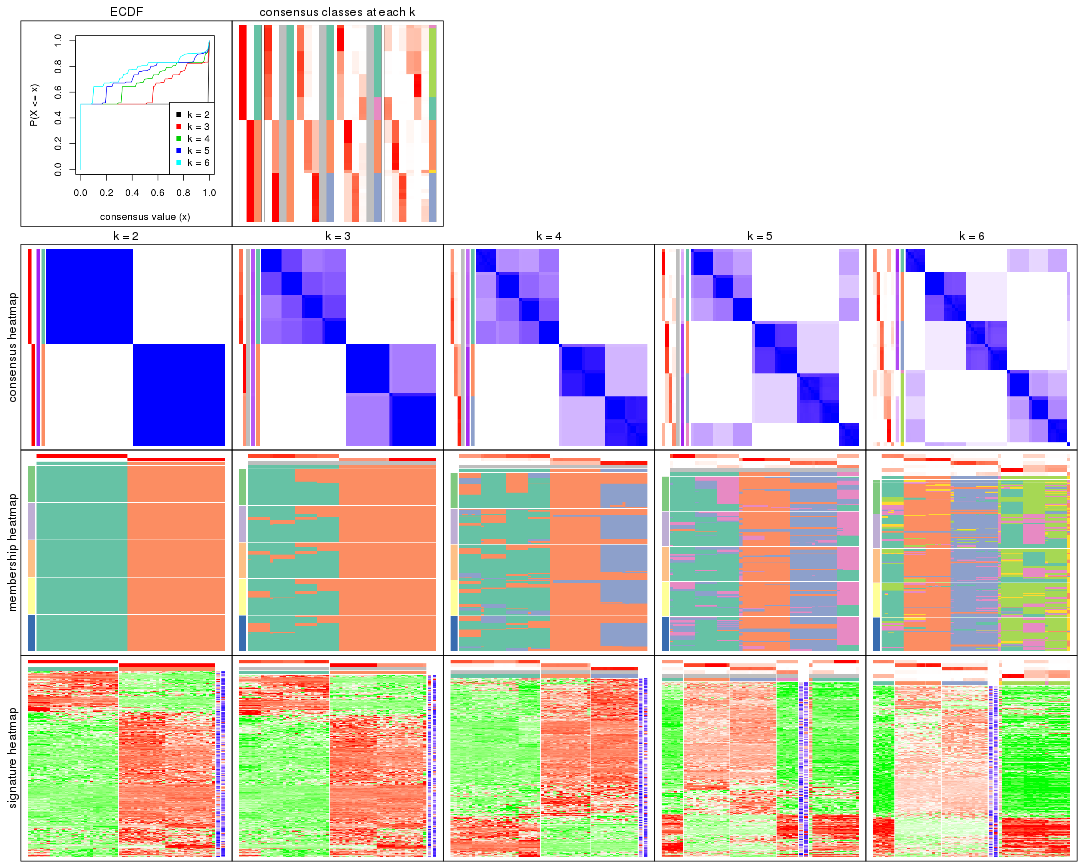 ECDF
consensus classes at each k
P(X <= x)
1.0
0.8
0.6
0.4
0.2
0.0
k = 2
k = 3
k = 4
k = 5
k = 6
0.0 0.2 0.4 0.6 0.8 1.0
consensus value (x)
k = 2
k = 3
k = 4
k = 5
k = 6
consensus heatmap
membership heatmap
signature heatmap